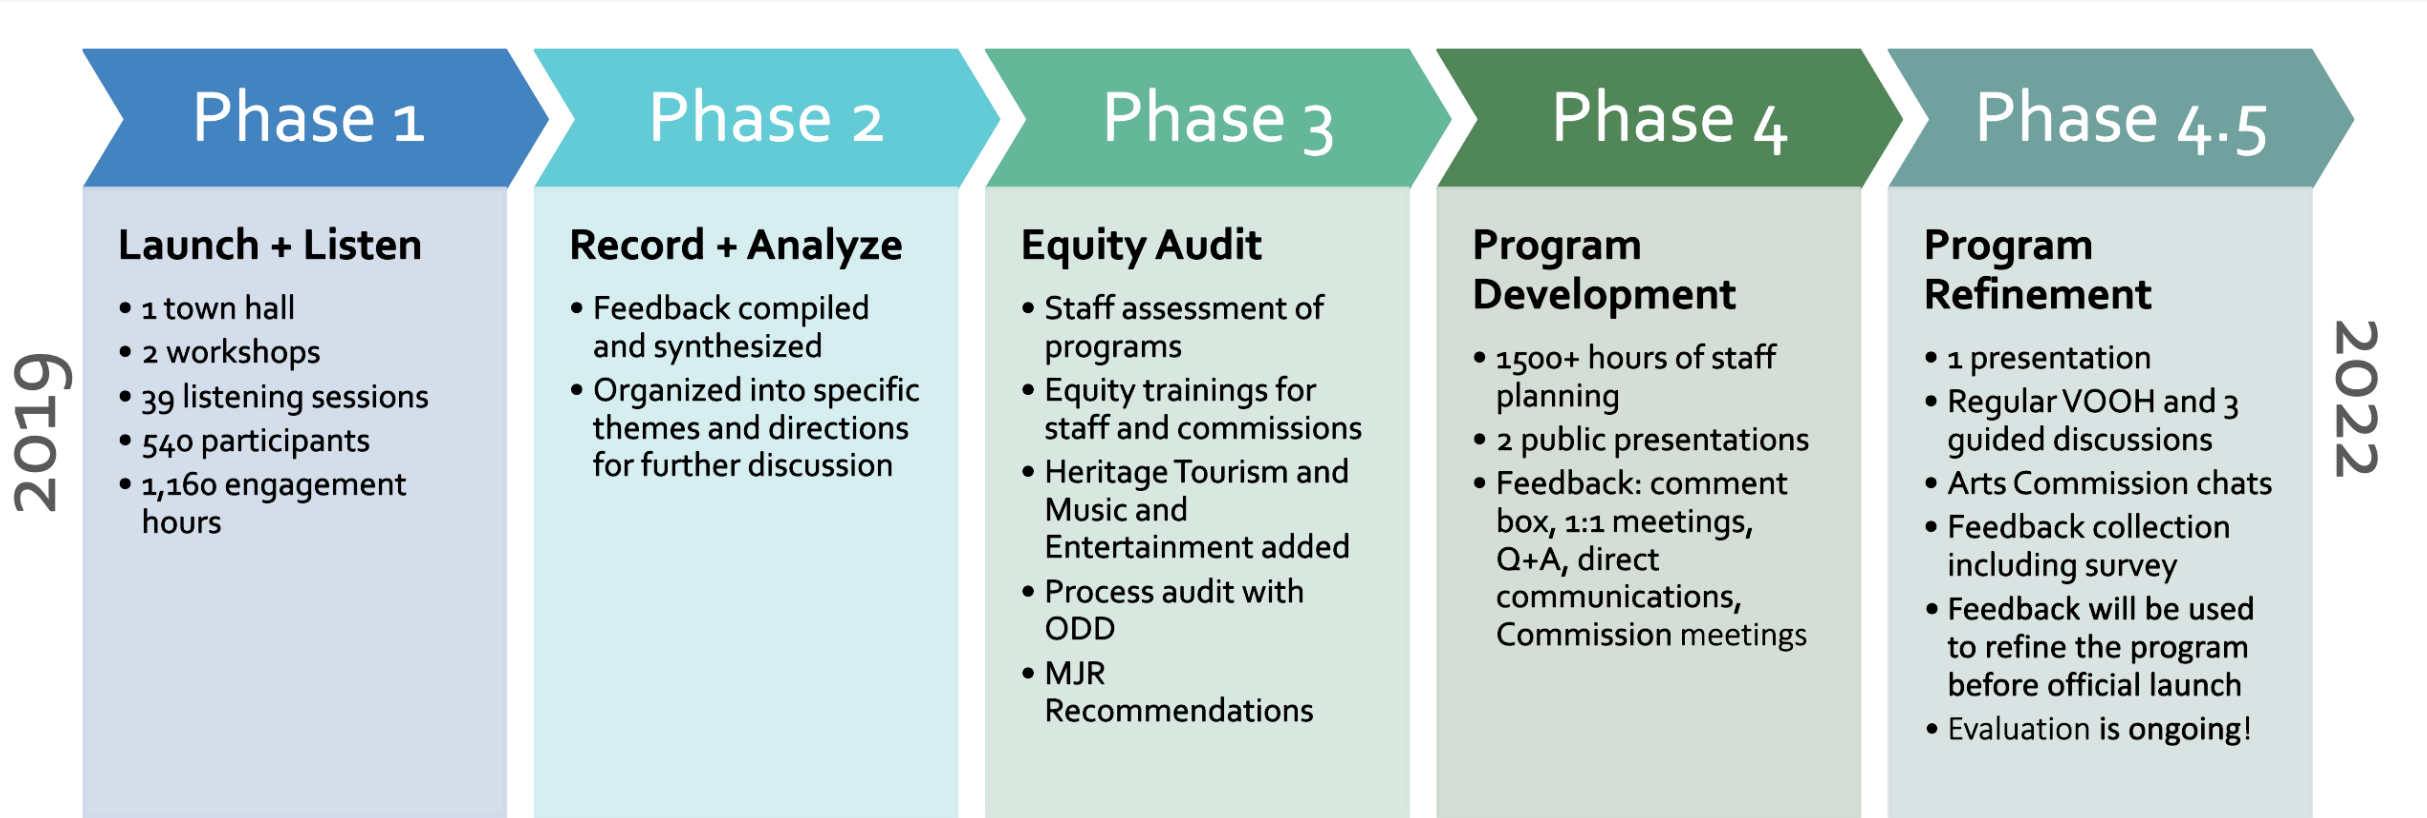 2019
Phase 1
Launch + Listen
• 1 town hall
• 2 workshops
• 39 listening sessions
• 540 participants
• 1,160 engagement
hours
Phase 2
Record + Analyze
• Feedback compiled
and synthesized
• Organized into specific
themes and directions
for further discussion
Phase 3
Equity Audit
• Staff assessment of
programs
• Equity trainings for
staff and commissions
• Heritage Tourism and
Music and
Entertainment added
• Process audit with
ODD
• MJR
Recommendations
Phase 4
Program
Development
• 1500+ hours of staff
planning
• 2 public presentations
• Feedback: comment
box, 1:1 meetings,
Q+A, direct
communications,
Commission meetings
Phase 4.5
Program
Refinement
• 1 presentation
• Regular VOOH and 3
guided discussions
• Arts Commission chats
• Feedback collection
including survey
• Feedback will be used
to refine the program
before official launch
• Evaluation is ongoing!
2022